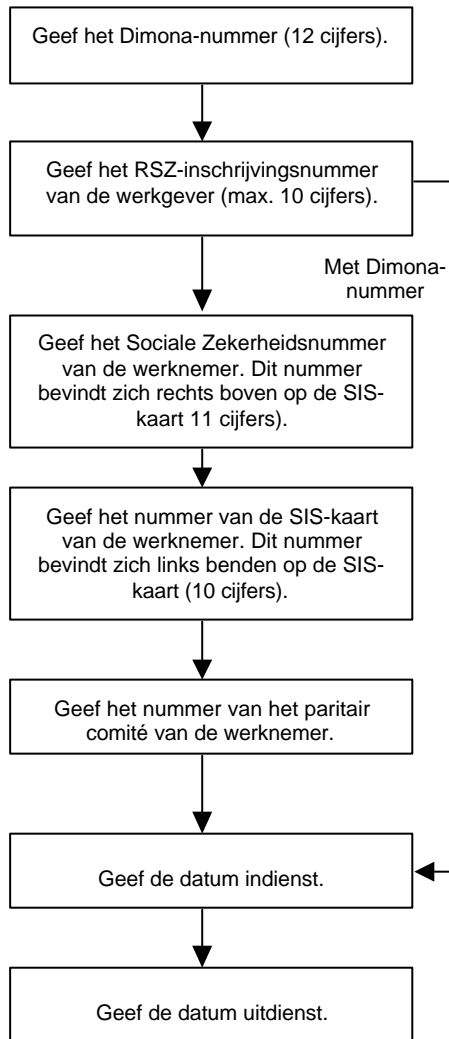 Geef het Dimona-nummer (12 cijfers).
Geef het RSZ-inschrijvingsnummer
van de werkgever (max. 10 cijfers).
Met Dimona-
nummer
Geef het Sociale Zekerheidsnummer
van de werknemer. Dit nummer
bevindt zich rechts boven op de SIS-
kaart 11 cijfers).
Geef het nummer van de SIS-kaart
van de werknemer. Dit nummer
bevindt zich links benden op de SIS-
kaart (10 cijfers).
Geef het nummer van het paritair
comité van de werknemer.
Geef de datum indienst.
Geef de datum uitdienst.